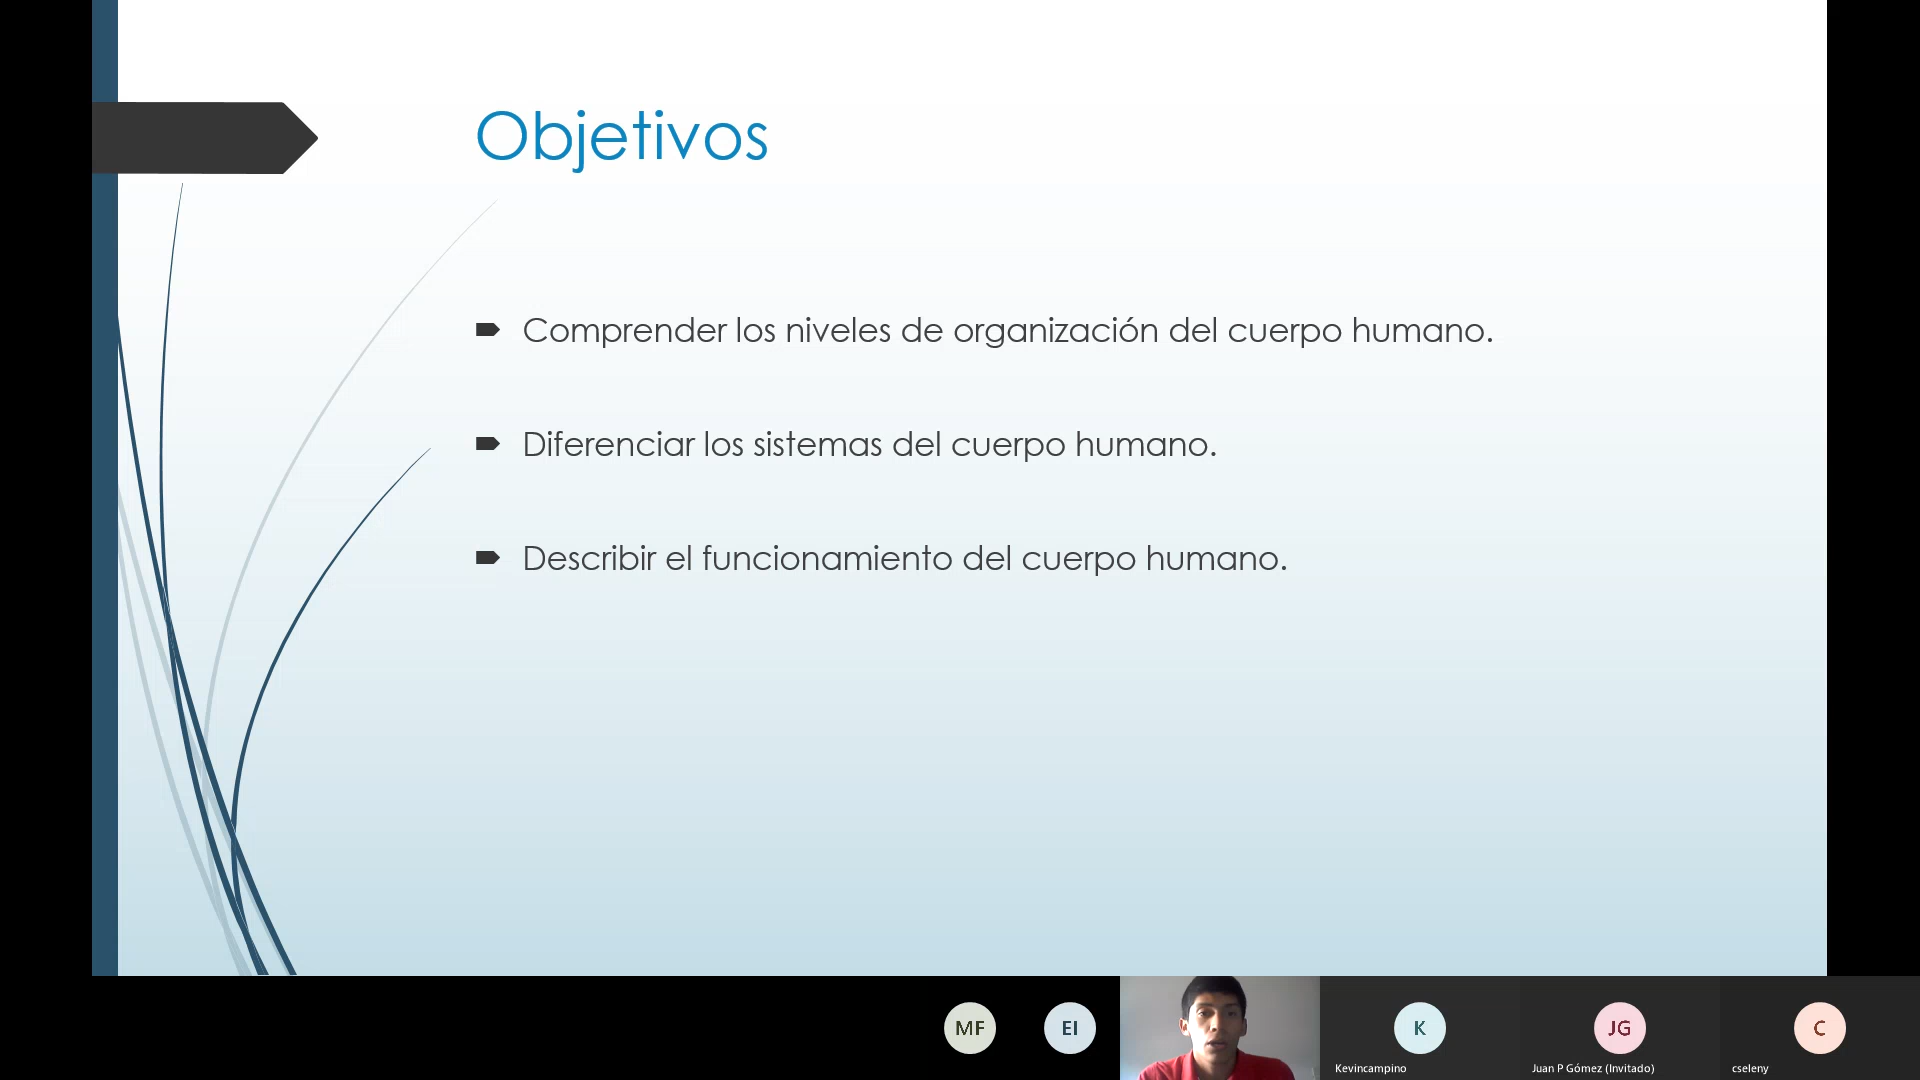 Objetivos
Comprender los niveles de organización del cuerpo humano.
Diferenciar los sistemas del cuerpo humano.
Describir el funcionamiento del cuerpo humano.
MF
EI
K
JG
C
Kevincampino
Juan P Gómez (Invitado)
cseleny